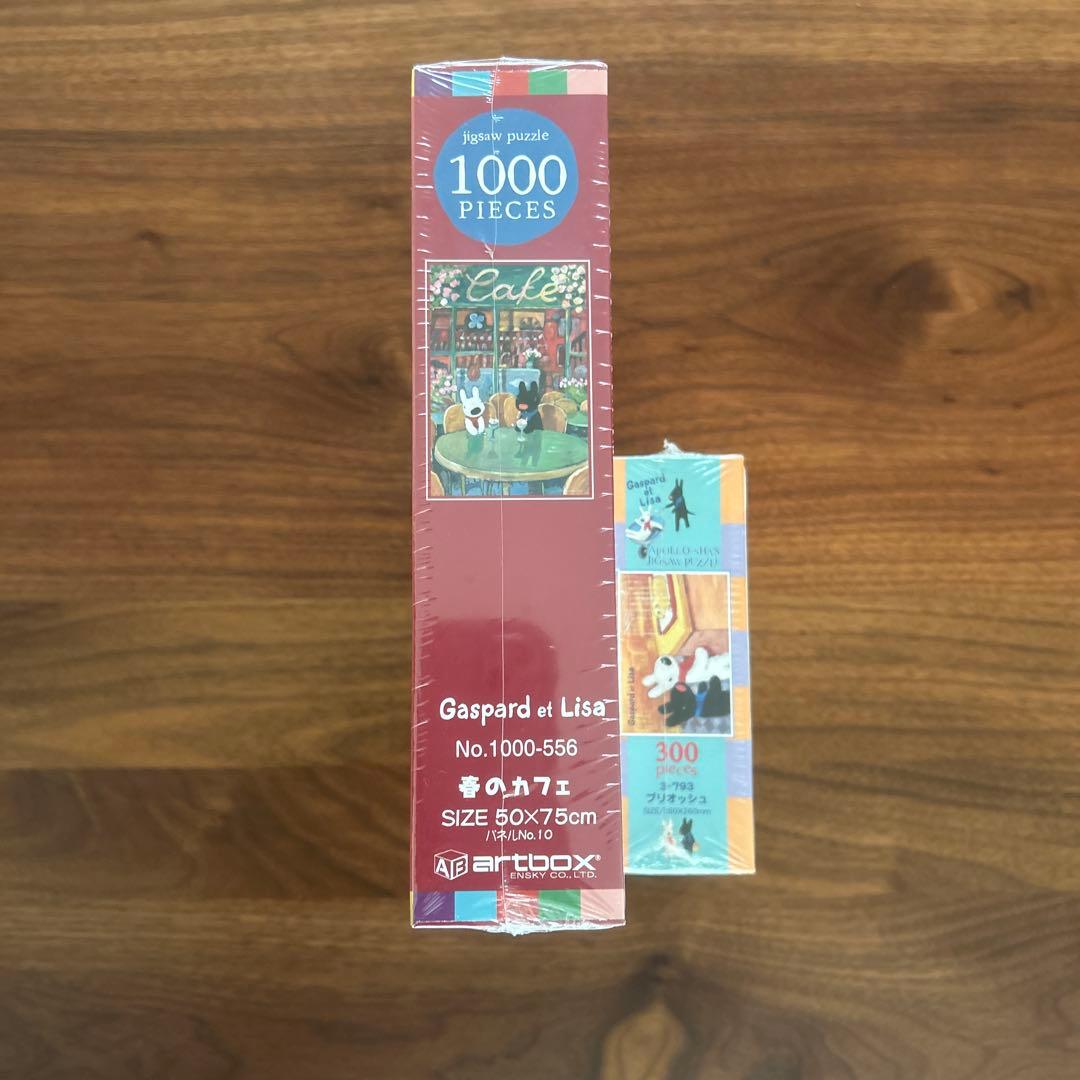 jigsaw puzzle
1000
PIECES
Cafe
Gaspard et Lisa
No.1000-556
春のカフェ
SIZE 50×75cm
パネルNo.10
artbox
ENSKY CO., LTD.
Gaspard
et
Lisa
APOLLO-SHA'S
JIGSAW PUZZLE
Gaspard et Lisa
300
pieces
3-793
ブリオッシュ